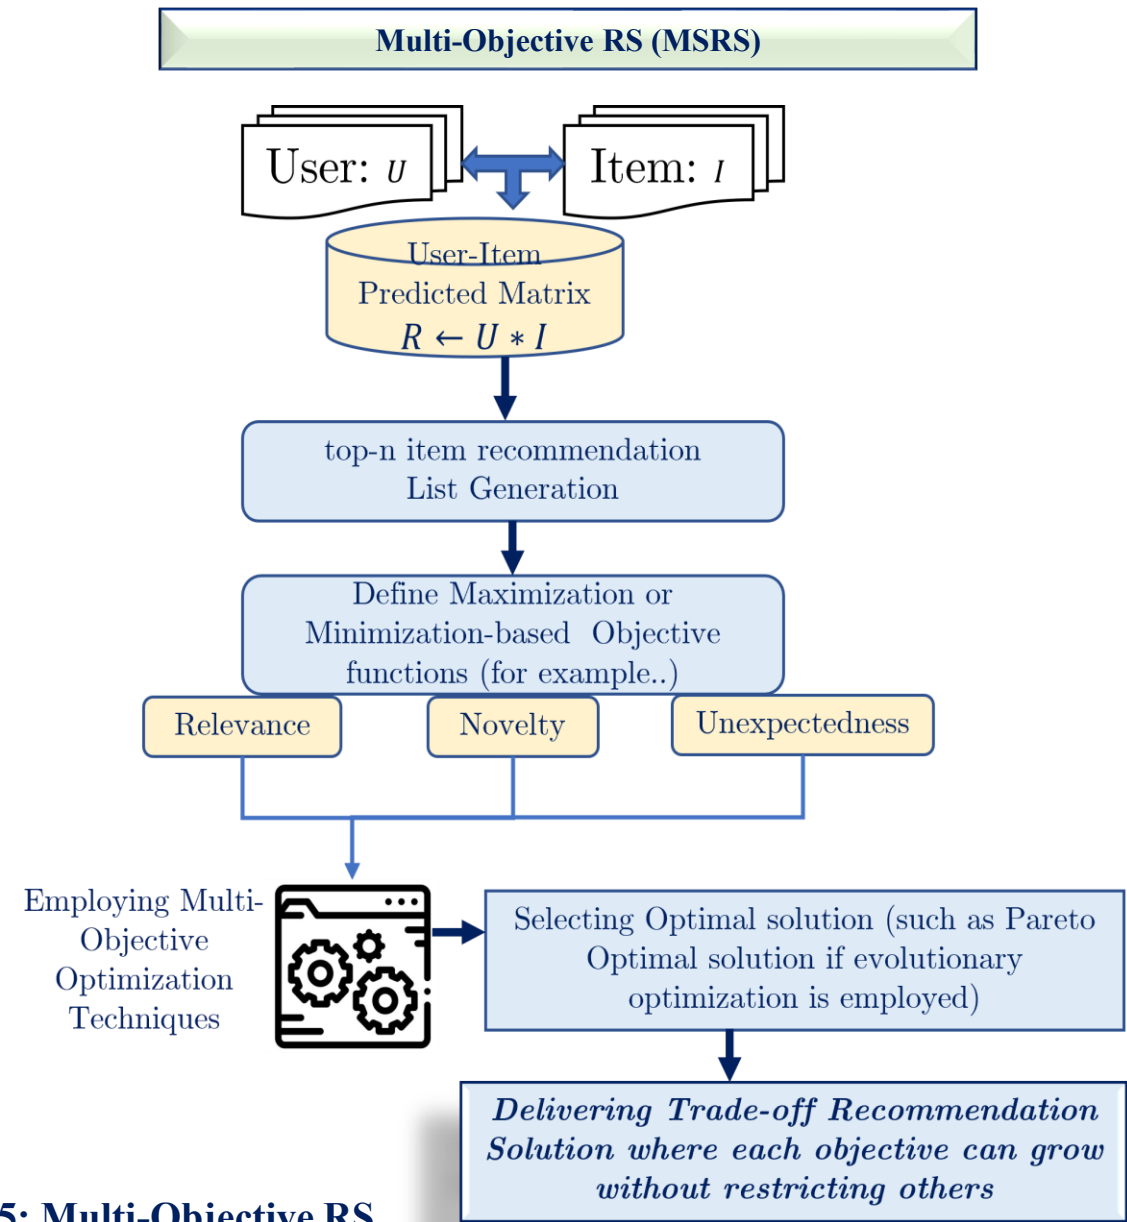 Multi-Objective RS (MSRS)
User: U
Item: I
User-Item
Predicted Matrix
R ← U * I
top-n item recommendation
List Generation
Define Maximization or
Minimization-based Objective
functions (for example..)
Relevance
Novelty
Unexpectedness
Employing Multi-
Objective
Optimization
Techniques
Selecting Optimal solution (such as Pareto
Optimal solution if evolutionary
optimization is employed)
Delivering Trade-off Recommendation
Solution where each objective can grow
without restricting others
5: Multi-Objective RS